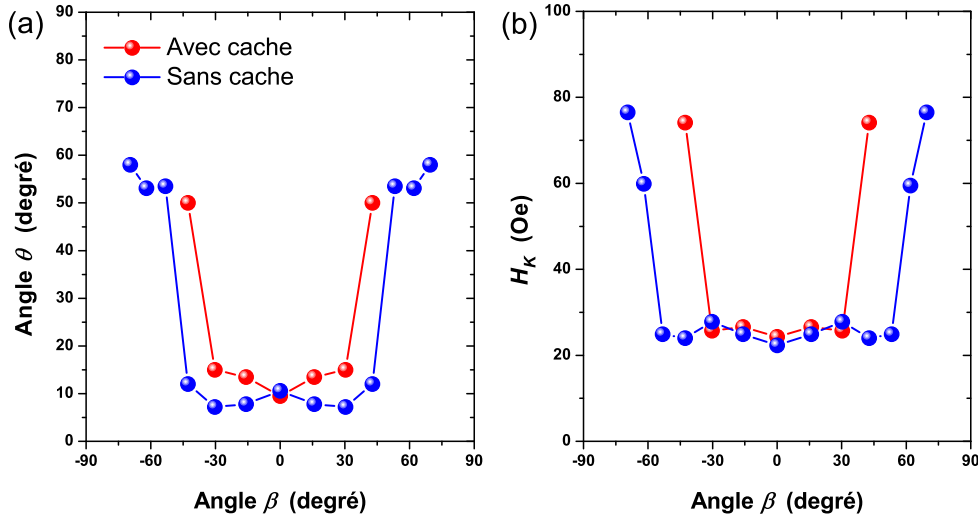 (a)
90
80
70
60
50
40
30
20
10
0
Angle θ (degré)
Avec cache
Sans cache
-90 -60 -30 0 30 60 90
Angle β (degré)
(b)
100
80
60
40
20
0
H_K (Oe)
-90 -60 -30 0 30 60 90
Angle β (degré)